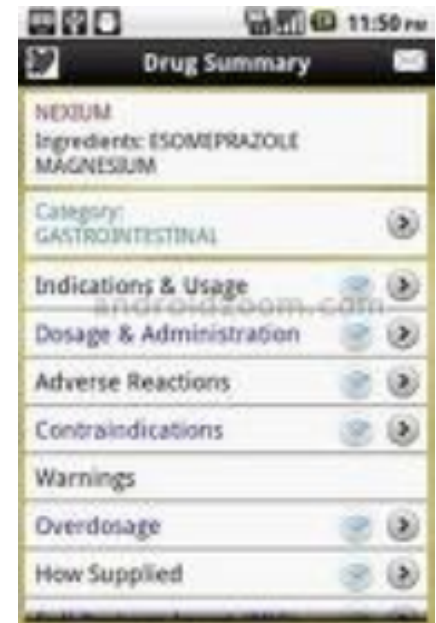 11:50 PM
Drug Summary
NEXIUM
Ingredients: ESOMEPRAZOLE
MAGNESIUM
Category:
GASTROINTESTINAL
Indications & Usage
androidzoom.com
Dosage & Administration
Adverse Reactions
Contraindications
Warnings
Overdosage
How Supplied